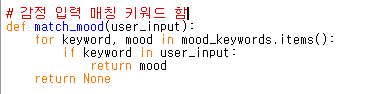 # 감정 입력 매칭 키워드 함
def match_mood(user_input):
    for keyword, mood in mood_keywords.items():
        if keyword in user_input:
            return mood
    return None